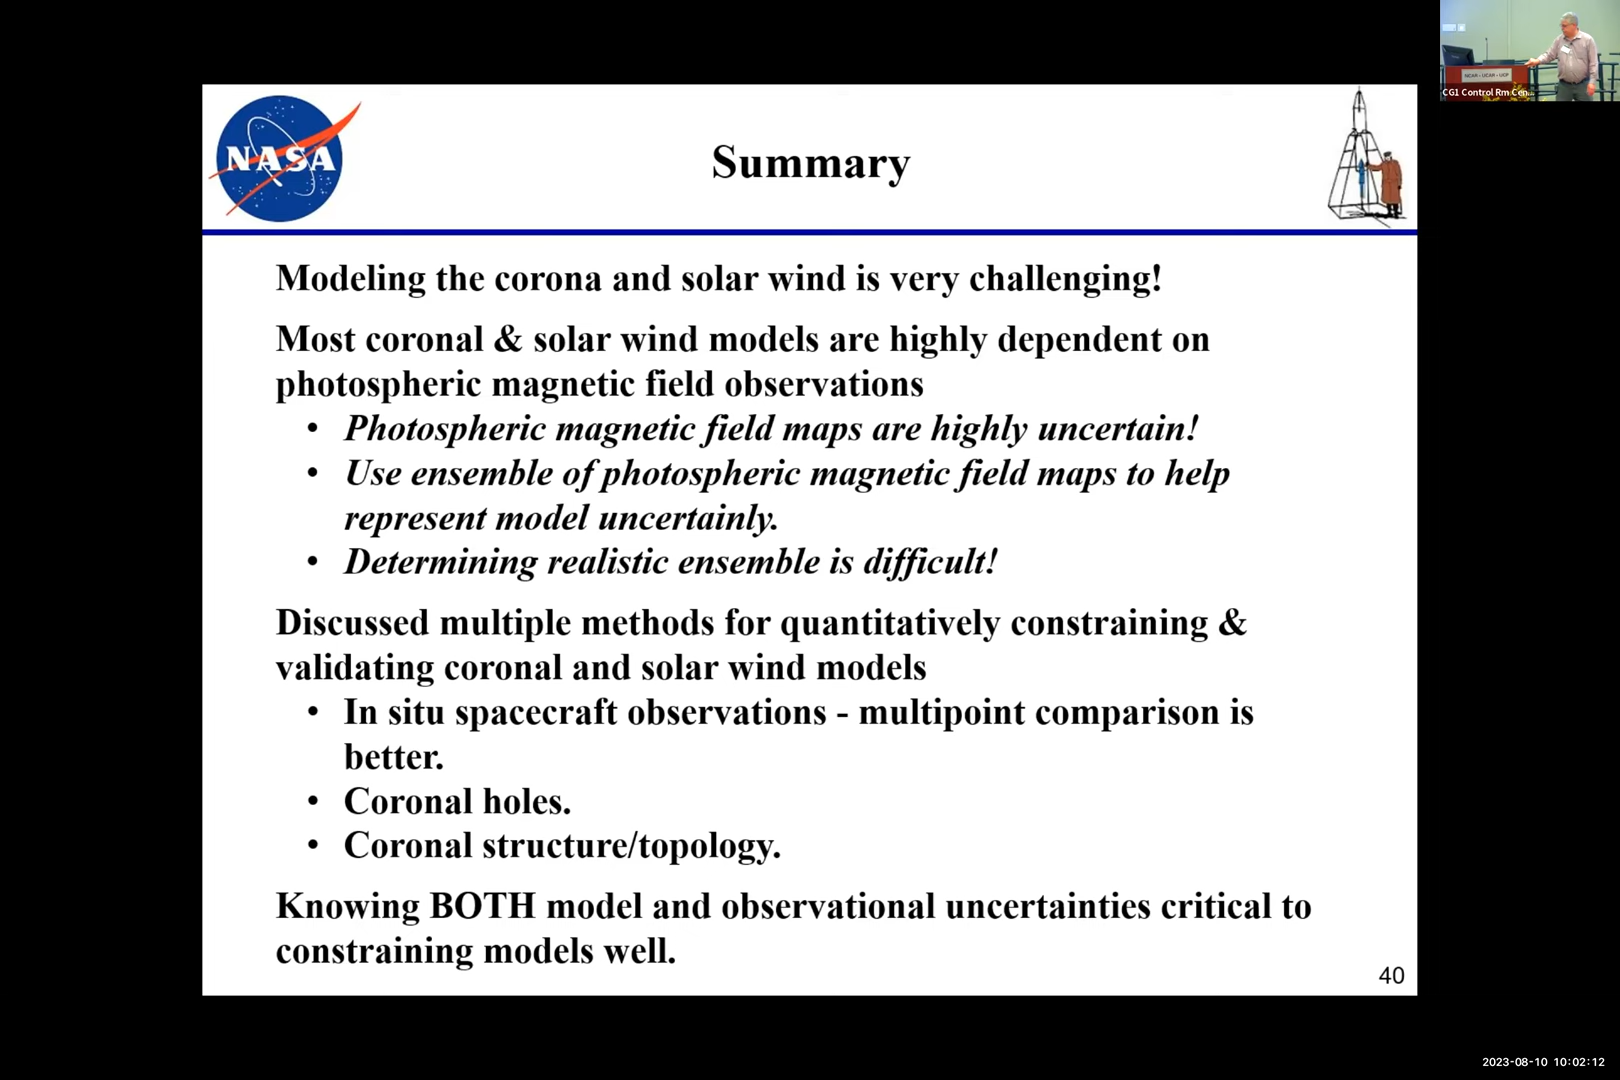 NASA
Summary
NCAR - UCAR - UCP
CG1 Control Rm Cen...
Modeling the corona and solar wind is very challenging!
Most coronal & solar wind models are highly dependent on
photospheric magnetic field observations
• Photospheric magnetic field maps are highly uncertain!
• Use ensemble of photospheric magnetic field maps to help
represent model uncertainly.
• Determining realistic ensemble is difficult!
Discussed multiple methods for quantitatively constraining &
validating coronal and solar wind models
• In situ spacecraft observations - multipoint comparison is
better.
• Coronal holes.
• Coronal structure/topology.
Knowing BOTH model and observational uncertainties critical to
constraining models well.
40
2023-08-10 10:02:12